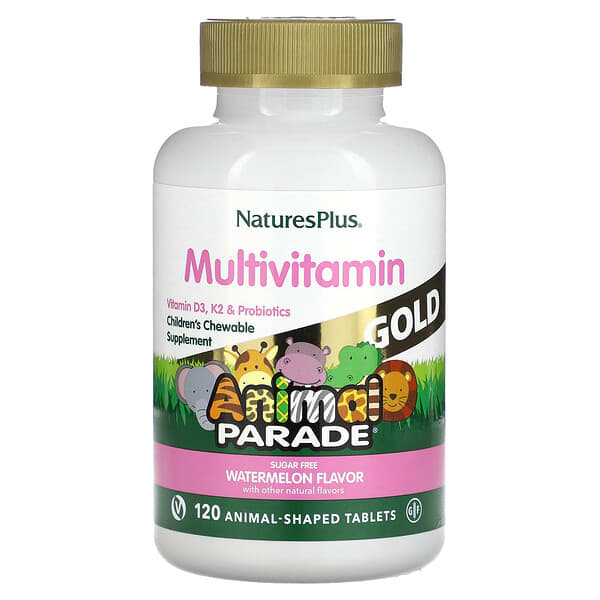 NaturesPlus®
Multivitamin
Vitamin D3, K2 & Probiotics
Children's Chewable
Supplement
GOLD
Animal
PARADE®
SUGAR FREE
WATERMELON FLAVOR
with other natural flavors
V 120 ANIMAL-SHAPED TABLETS GF